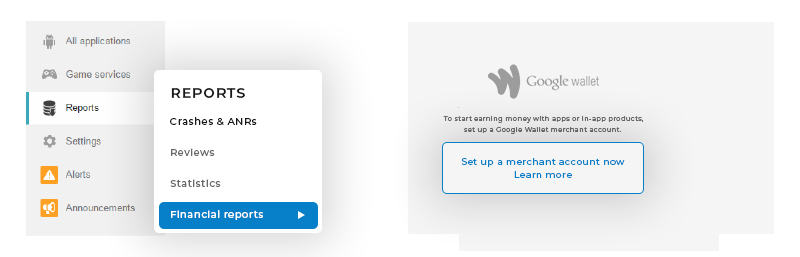 All applications
Game services
Reports
Settings
Alerts
Announcements
REPORTS
Crashes & ANRs
Reviews
Statistics
Financial reports
Google wallet
To start earning money with apps or in-app products,
set up a Google Wallet merchant account.
Set up a merchant account now
Learn more